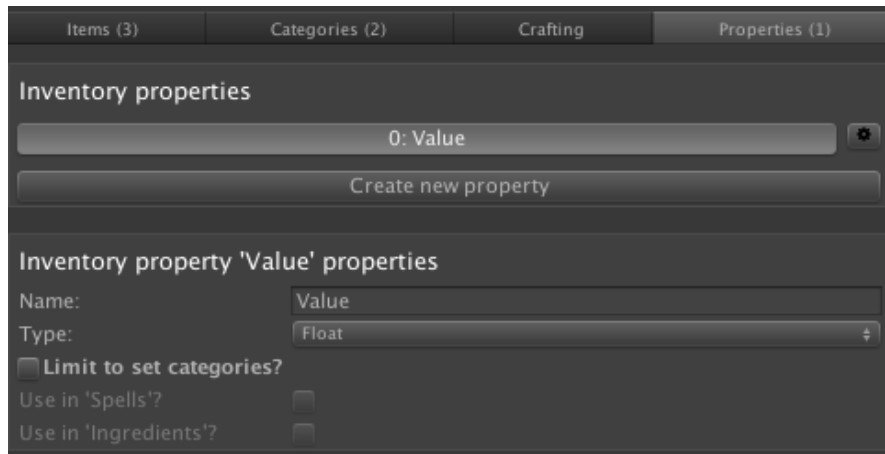 Items (3) Categories (2) Crafting Properties (1)
Inventory properties
0: Value
Create new property
Inventory property 'Value' properties
Name: Value
Type: Float
Limit to set categories?
Use in 'Spells'?
Use in 'Ingredients'?